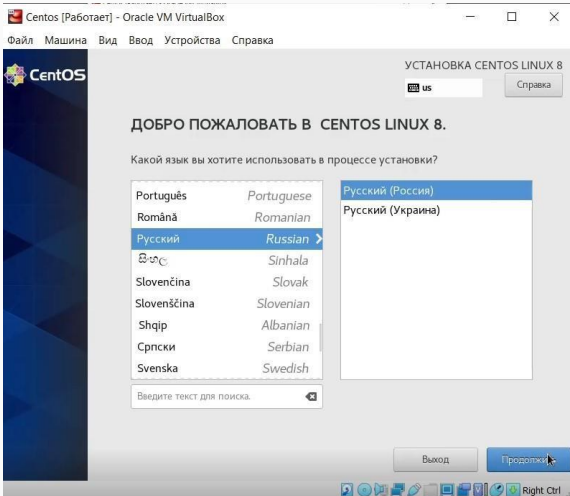 Centos [Работает] - Oracle VM VirtualBox
Файл Машина Вид Ввод Устройства Справка
CentOS
УСТАНОВКА CENTOS LINUX 8
us
Справка
ДОБРО ПОЖАЛОВАТЬ В CENTOS LINUX 8.
Какой язык вы хотите использовать в процессе установки?
Português Portuguese
Română Romanian
Русский Russian
සිංහල Sinhala
Slovenčina Slovak
Slovenščina Slovenian
Shqip Albanian
Српски Serbian
Svenska Swedish
Русский (Россия)
Русский (Украина)
Введите текст для поиска.
Выход
Продолжить
Right Ctrl